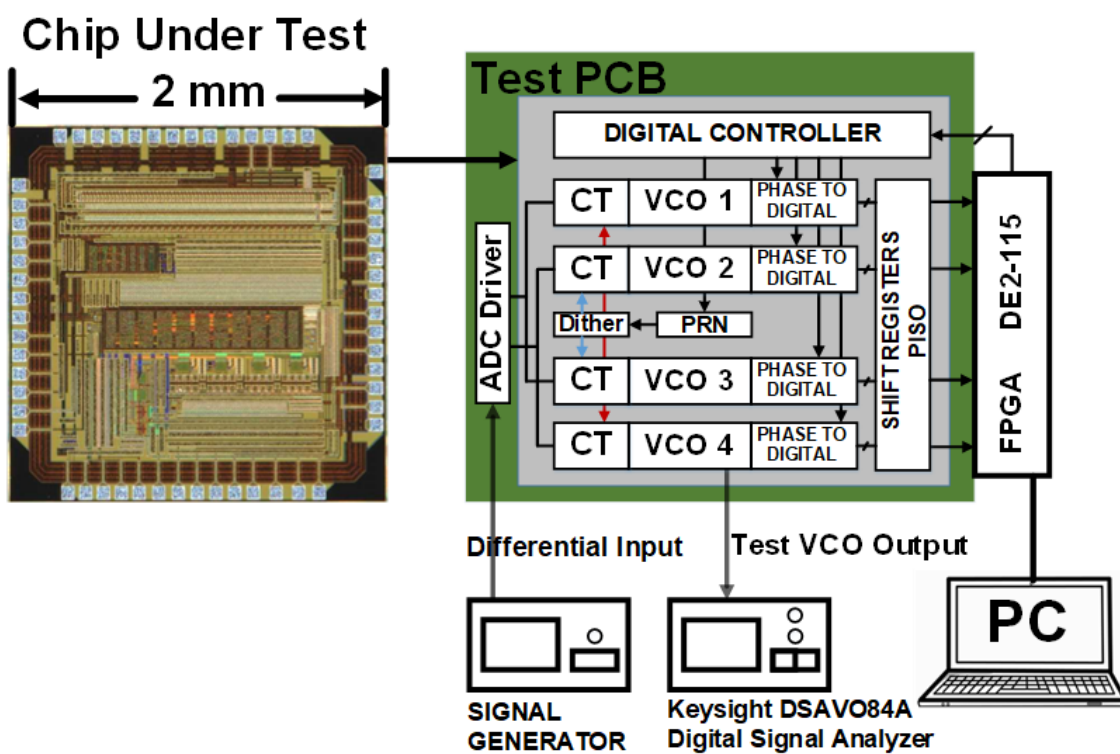 Chip Under Test
2 mm
Test PCB
DIGITAL CONTROLLER
CT
VCO 1
PHASE TO
DIGITAL
CT
VCO 2
PHASE TO
DIGITAL
Dither
PRN
CT
VCO 3
PHASE TO
DIGITAL
CT
VCO 4
PHASE TO
DIGITAL
ADC Driver
SHIFT REGISTERS
PISO
FPGA DE2-115
Differential Input
Test VCO Output
PC
SIGNAL
GENERATOR
Keysight DSAVO84A
Digital Signal Analyzer